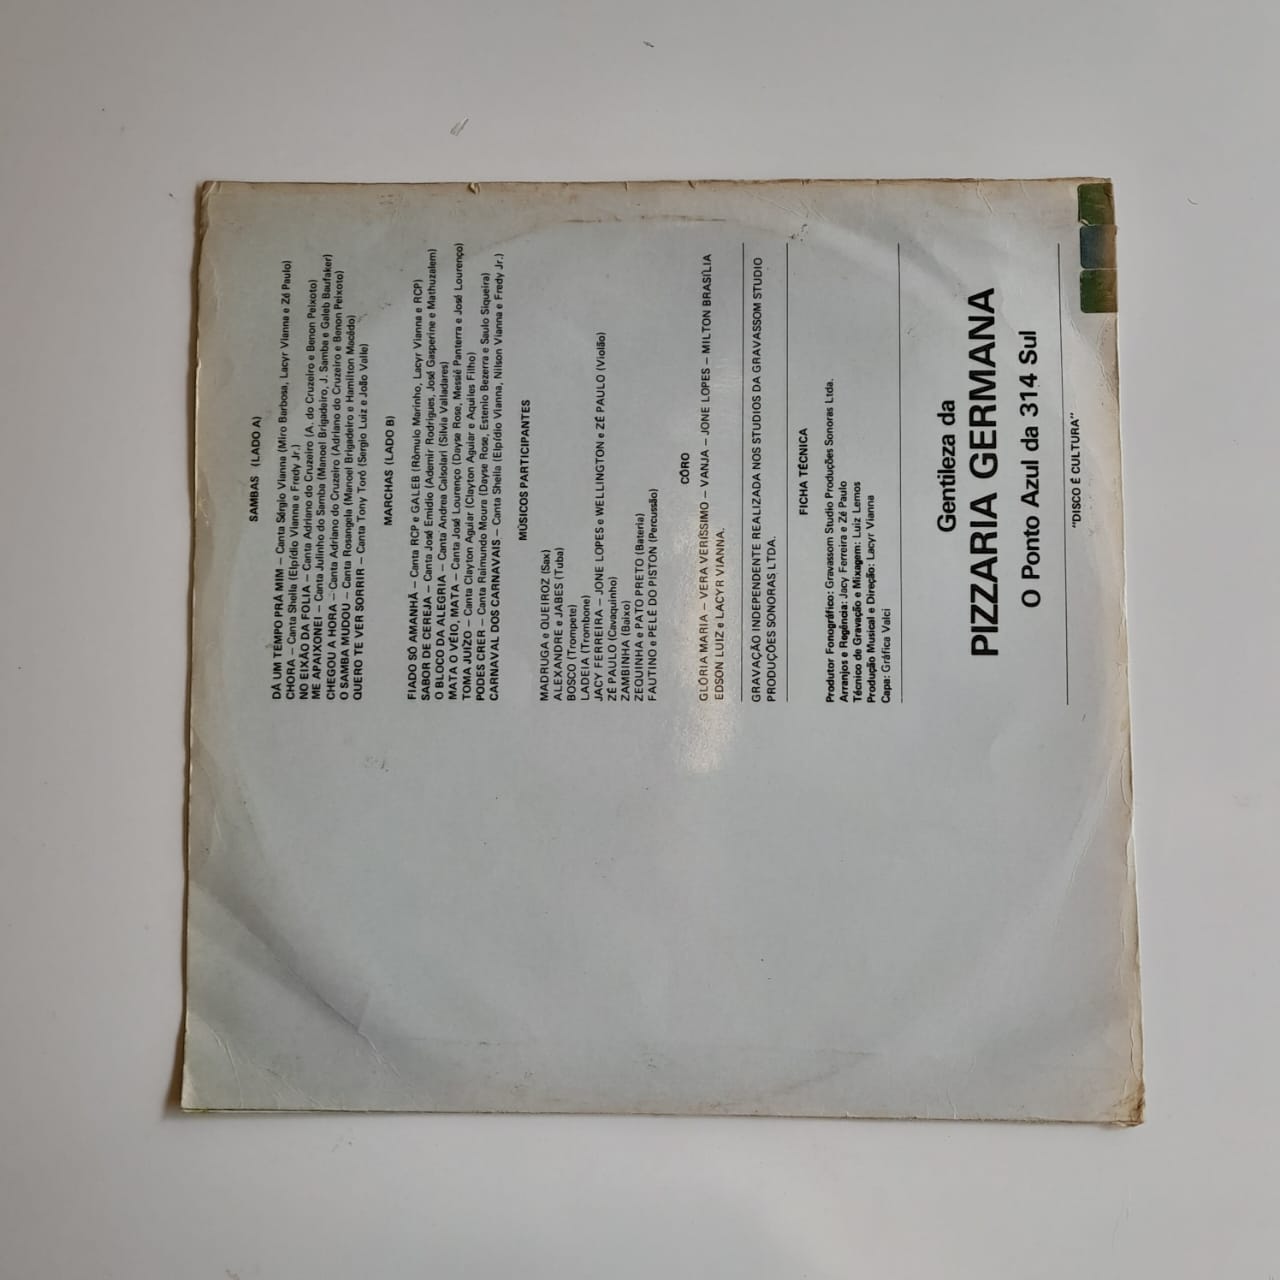 SAMBAS (LADO A)
DÁ UM TEMPO PRÁ MIM – Canta Sérgio Vianna (Miro Barbosa, Lacyr Vianna e Zé Paulo)
CHORA – Canta Sheila (Elpídio Vianna e Fredy Jr.)
NO EIXÃO DA FOLIA – Canta Adriano do Cruzeiro (A. do Cruzeiro e Benon Peixoto)
ME APAIXONEI – Canta Julinho do Samba (Manoel Brigadeiro, J. Samba e Galeb Baufaker)
CHEGOU A HORA – Canta Adriano do Cruzeiro (Adriano do Cruzeiro e Benon Peixoto)
O SAMBA MUDOU – Canta Rosangela (Manoel Brigadeiro e Hamilton Macêdo)
QUERO TE VER SORRIR – Canta Tony Toró (Sergio Luiz e João Valle)
MARCHAS (LADO B)
FIADO SÓ AMANHÃ – Canta RCP e GALEB (Rômulo Marinho, Lacyr Vianna e RCP)
SABOR DE CEREJA – Canta José Emidio (Ademir Rodrigues, José Gasperine e Mathuzalem)
O BLOCO DA ALEGRIA – Canta Andrea Calsolari (Silvia Valladares)
MATA O VÉIO, MATA – Canta José Lourenço (Dayse Rose, Messiê Panterra e José Lourenço)
TOMA JUIZO – Canta Clayton Aguiar (Clayton Aguiar e Aquiles Filho)
PODES CRER – Canta Raimundo Moura (Dayse Rose, Estenio Bezerra e Saulo Siqueira)
CARNAVAL DOS CARNAVAIS – Canta Sheila (Elpídio Vianna, Nilson Vianna e Fredy Jr.)
MÚSICOS PARTICIPANTES
MADRUGA e QUEIROZ (Sax)
ALEXANDRE e JABES (Tuba)
BOSCO (Trompete)
LADEIA (Trombone)
JACY FERREIRA – JONE LOPES e WELLINGTON e ZÉ PAULO (Violão)
ZÉ PAULO (Cavaquinho)
ZAMBINHA (Baixo)
ZEQUINHA e PATO PRETO (Bateria)
FAUTINO e PELÉ DO PISTON (Percussão)
CÔRO
GLÓRIA MARIA – VERA VERÍSSIMO – VANJA – JONE LOPES – MILTON BRASÍLIA
EDSON LUIZ e LACYR VIANNA.
GRAVAÇÃO INDEPENDENTE REALIZADA NOS STUDIOS DA GRAVASSOM STUDIO
PRODUÇÕES SONORAS LTDA.
FICHA TÉCNICA
Produtor Fonográfico: Gravassom Studio Produções Sonoras Ltda.
Arranjos e Regência: Jacy Ferreira e Zé Paulo
Técnico de Gravação e Mixagem: Luiz Lemos
Produção Musical e Direção: Lacyr Vianna
Capa: Gráfica Valci
Gentileza da
PIZZARIA GERMANA
O Ponto Azul da 314 Sul
"DISCO É CULTURA"